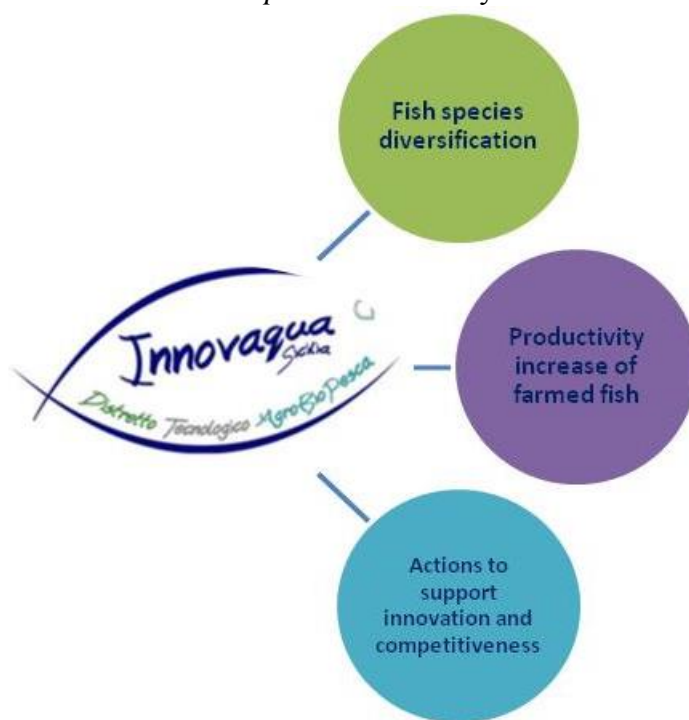 Fish species
diversification
Innovaqua
Sicilia
Distretto Tecnologico AgroBioPesca
Productivity
increase of
farmed fish
Actions to
support
innovation and
competitiveness